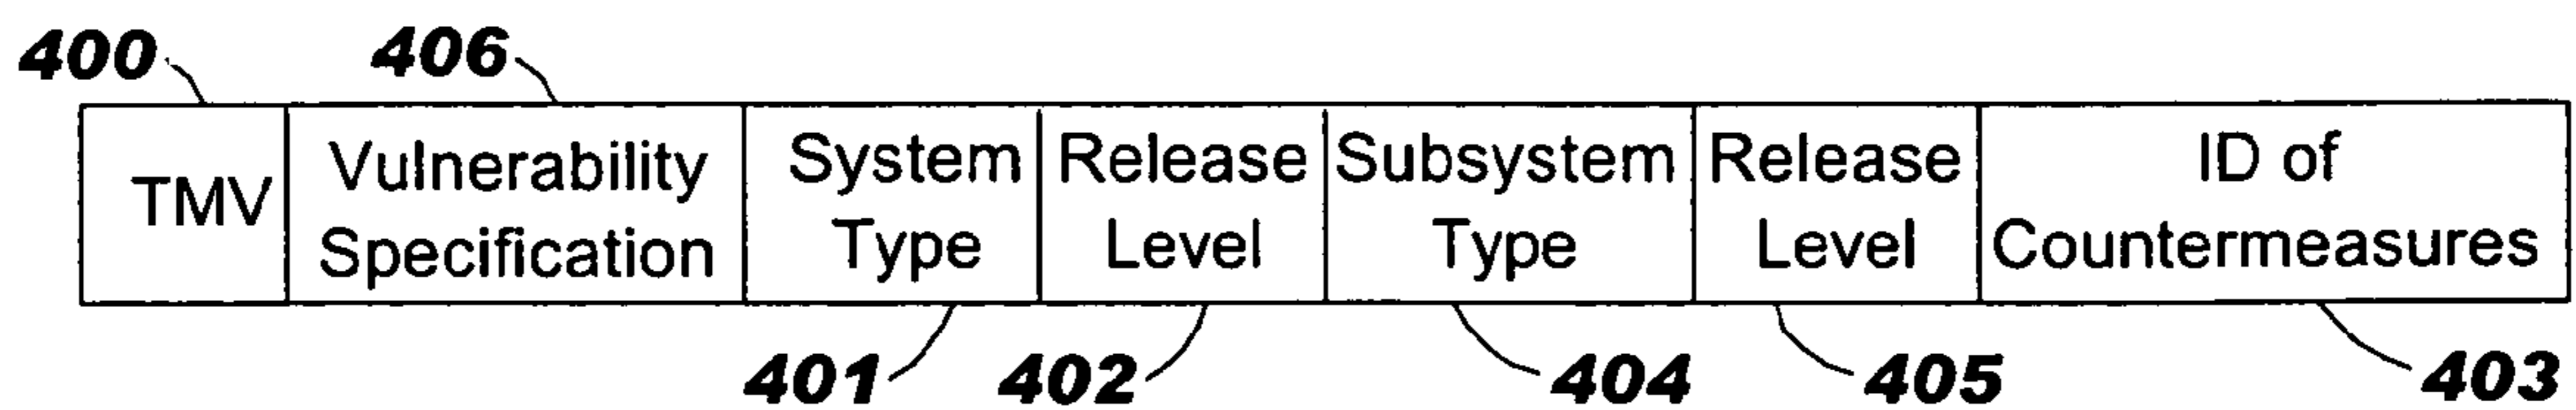 400 406
TMV
Vulnerability
Specification
System
Type
Release
Level
Subsystem
Type
Release
Level
ID of
Countermeasures
401 402 404 405 403